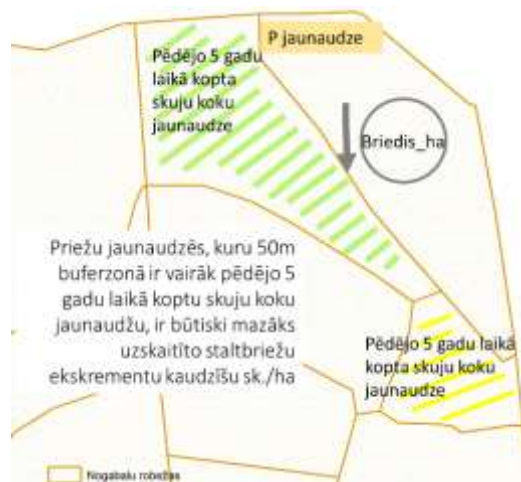 P jaunaudze
Pēdējo 5 gadu
laikā kopta
skuju koku
jaunaudze
Briedis_ha
Priežu jaunaudzēs, kuru 50m
buferzonā ir vairāk pēdējo 5
gadu laikā koptu skuju koku
jaunaudžu, ir būtiski mazāks
uzskaitīto staltbriežu
ekskrementu kaudzīšu sk./ha
Pēdējo 5 gadu laikā
kopta skuju koku
jaunaudze
Nogabalu robežas